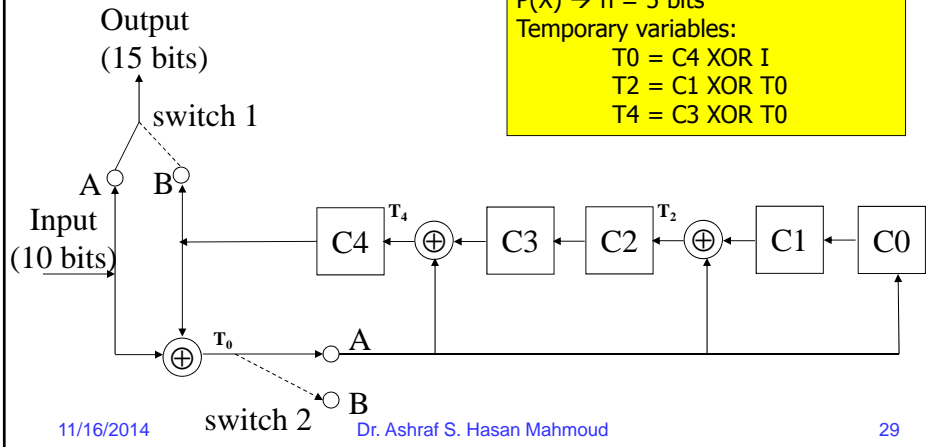 P(X) → n = 5 bits
Temporary variables:
T0 = C4 XOR I
T2 = C1 XOR T0
T4 = C3 XOR T0
Output
(15 bits)
switch 1
A
B
Input
(10 bits)
C4
T4
⊕
C3
C2
T2
⊕
C1
C0
⊕
T0
A
B
switch 2
11/16/2014
Dr. Ashraf S. Hasan Mahmoud
29